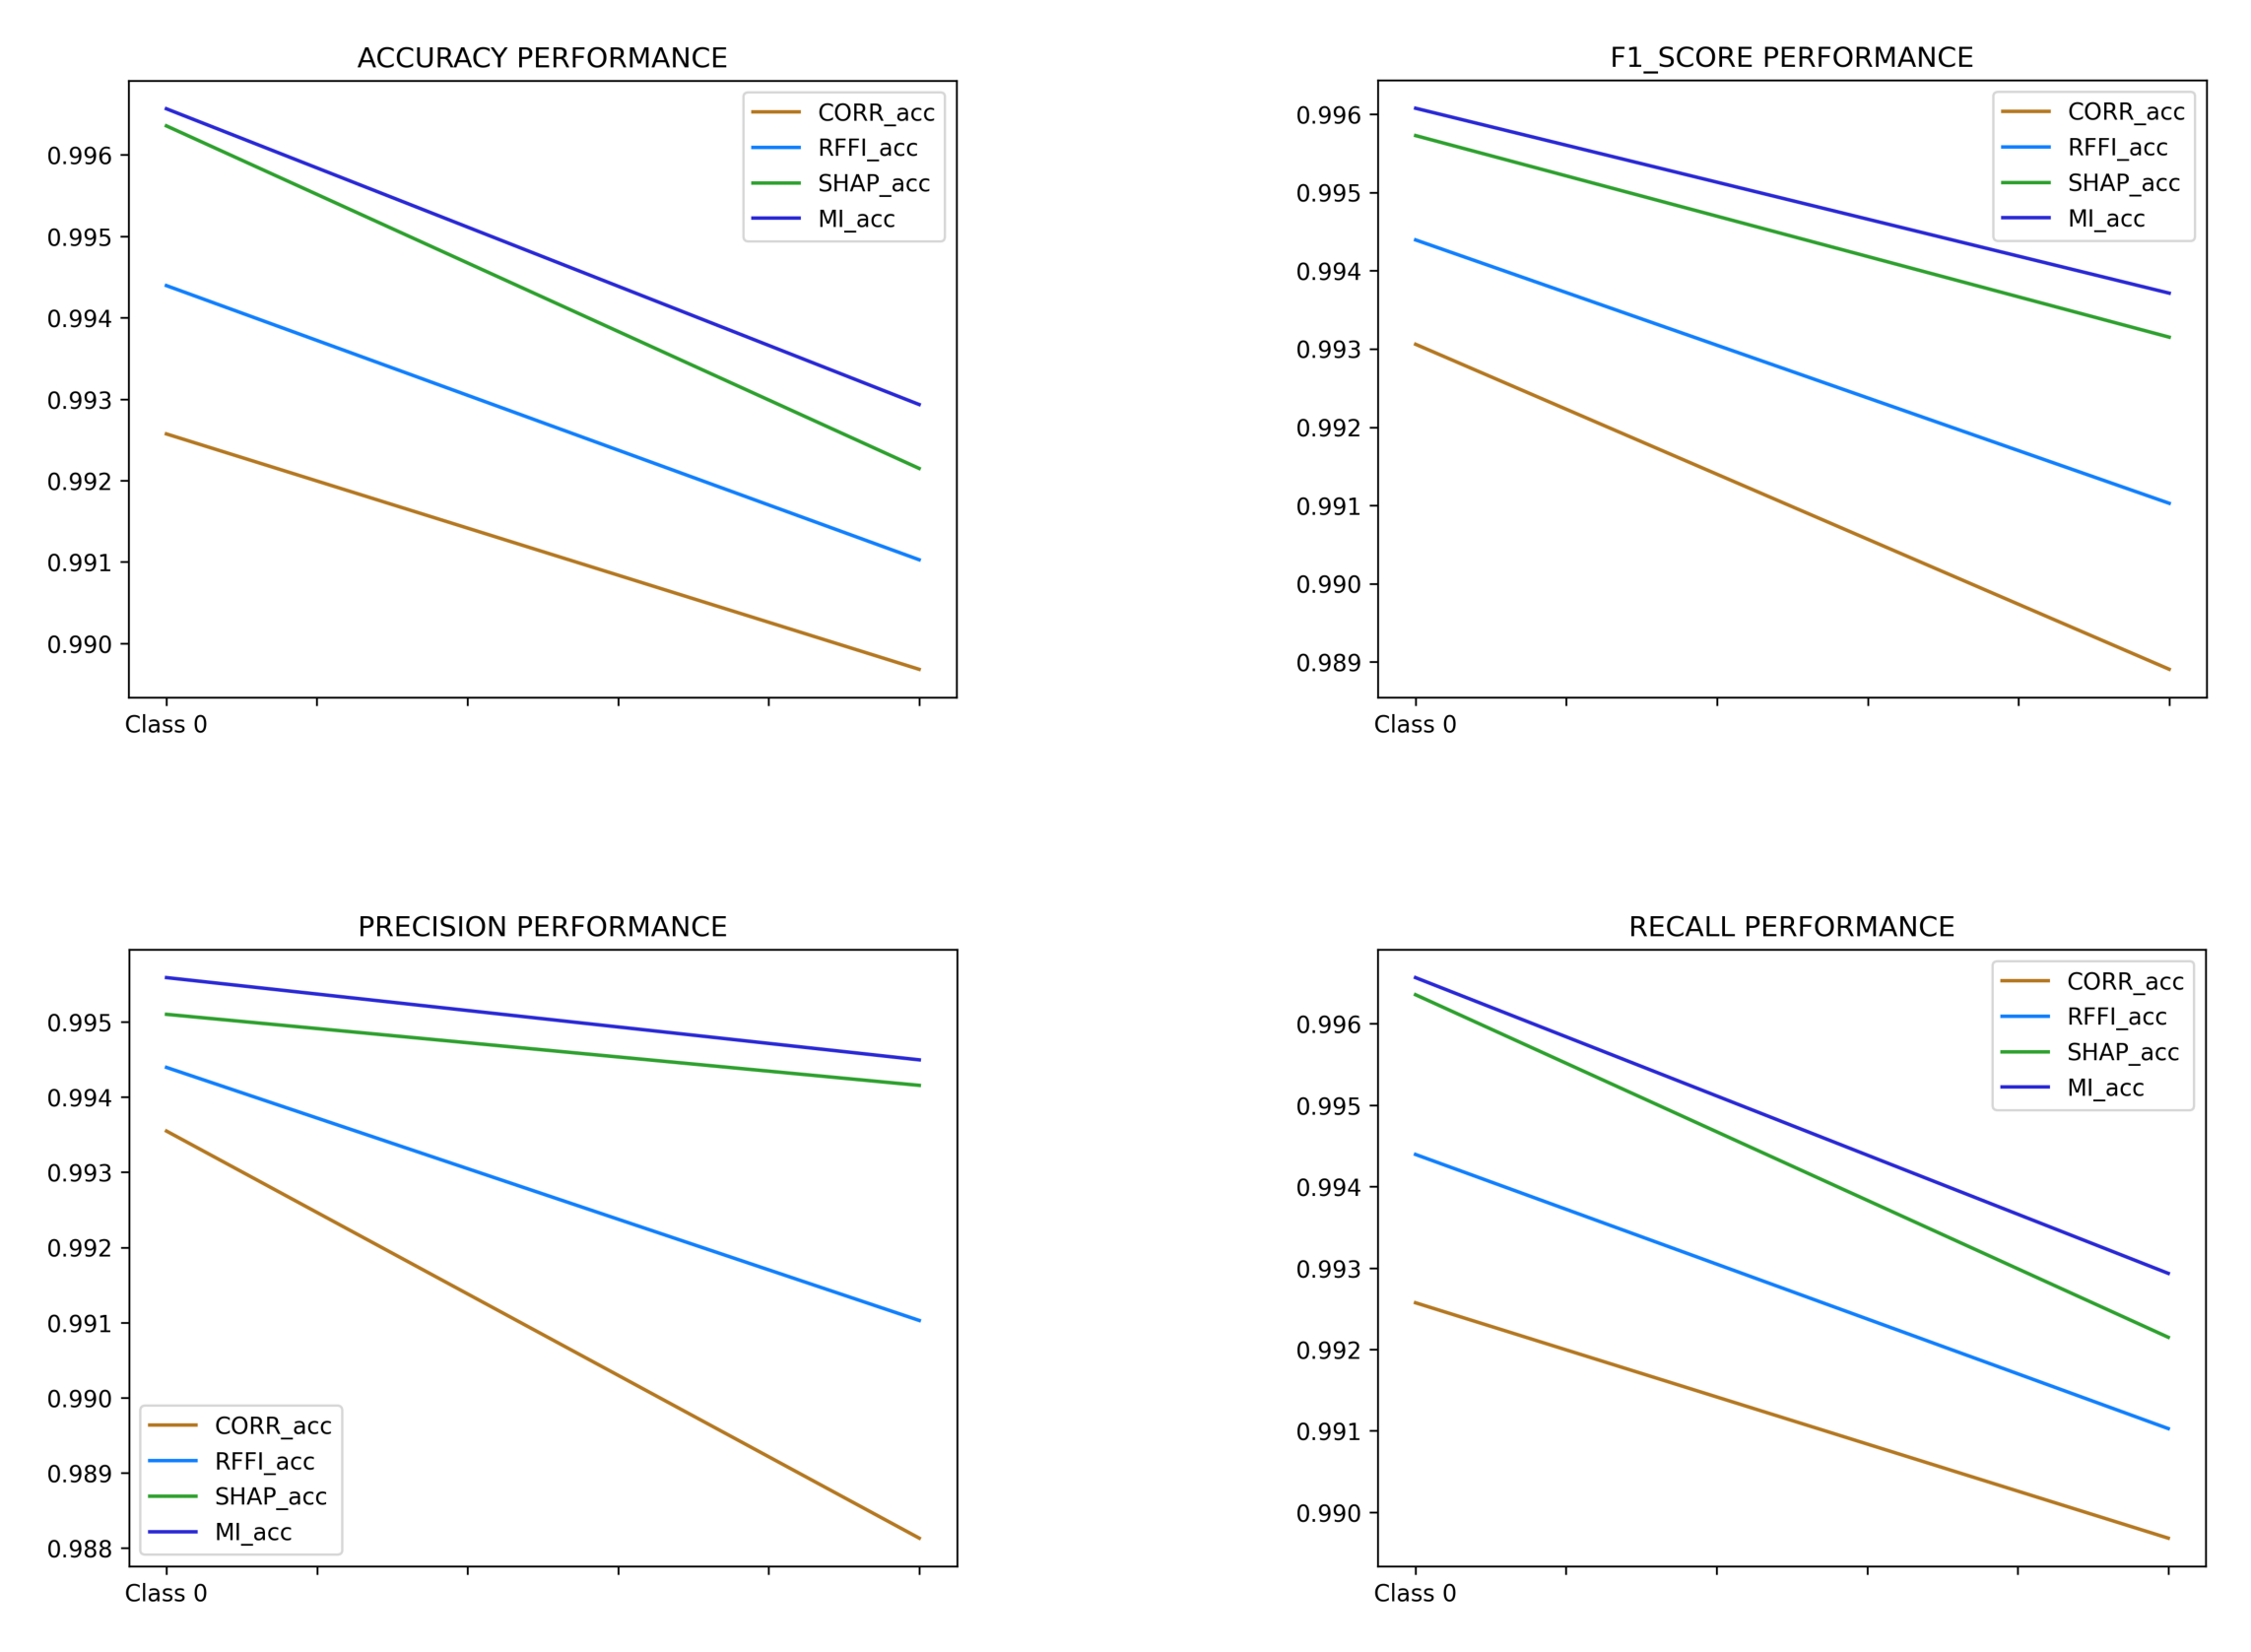 ACCURACY PERFORMANCE
0.996
0.995
0.994
0.993
0.992
0.991
0.990
Class 0
CORR_acc
RFFI_acc
SHAP_acc
MI_acc
F1_SCORE PERFORMANCE
0.996
0.995
0.994
0.993
0.992
0.991
0.990
0.989
Class 0
CORR_acc
RFFI_acc
SHAP_acc
MI_acc
PRECISION PERFORMANCE
0.995
0.994
0.993
0.992
0.991
0.990
0.989
0.988
Class 0
CORR_acc
RFFI_acc
SHAP_acc
MI_acc
RECALL PERFORMANCE
0.996
0.995
0.994
0.993
0.992
0.991
0.990
Class 0
CORR_acc
RFFI_acc
SHAP_acc
MI_acc